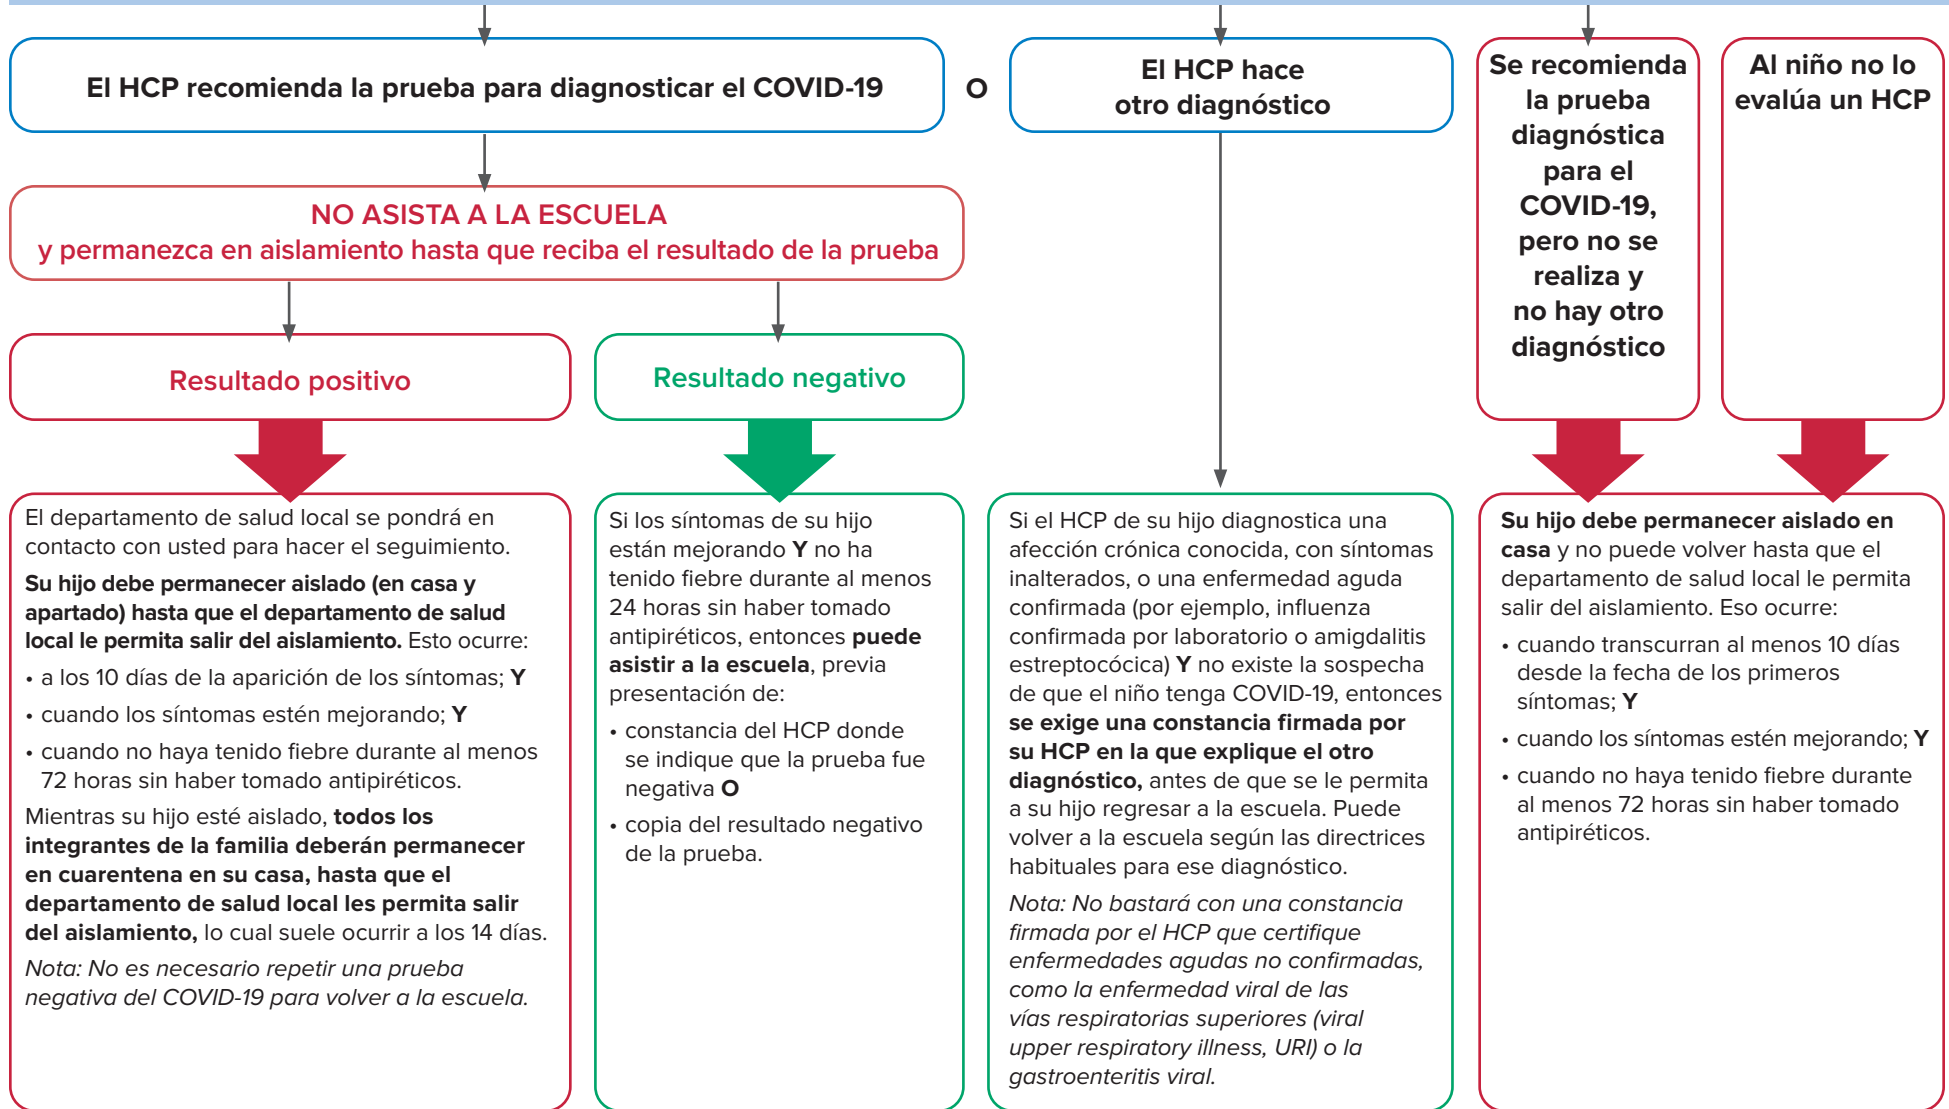 El HCP recomienda la prueba para diagnosticar el COVID-19
O
El HCP hace
otro diagnóstico
Se recomienda
la prueba
diagnóstica
para el
COVID-19,
pero no se
realiza y
no hay otro
diagnóstico
Al niño no lo
evalúa un HCP
NO ASISTA A LA ESCUELA
y permanezca en aislamiento hasta que reciba el resultado de la prueba
Resultado positivo
Resultado negativo
El departamento de salud local se pondrá en
contacto con usted para hacer el seguimiento.
Su hijo debe permanecer aislado (en casa y
apartado) hasta que el departamento de salud
local le permita salir del aislamiento. Esto ocurre:
• a los 10 días de la aparición de los síntomas; Y
• cuando los síntomas estén mejorando; Y
• cuando no haya tenido fiebre durante al menos
72 horas sin haber tomado antipiréticos.
Mientras su hijo esté aislado, todos los
integrantes de la familia deberán permanecer
en cuarentena en su casa, hasta que el
departamento de salud local les permita salir
del aislamiento, lo cual suele ocurrir a los 14 días.
Nota: No es necesario repetir una prueba
negativa del COVID-19 para volver a la escuela.
Si los síntomas de su hijo
están mejorando Y no ha
tenido fiebre durante al menos
24 horas sin haber tomado
antipiréticos, entonces puede
asistir a la escuela, previa
presentación de:
• constancia del HCP donde
se indique que la prueba fue
negativa O
• copia del resultado negativo
de la prueba.
Si el HCP de su hijo diagnostica una
afección crónica conocida, con síntomas
inalterados, o una enfermedad aguda
confirmada (por ejemplo, influenza
confirmada por laboratorio o amigdalitis
estreptocócica) Y no existe la sospecha
de que el niño tenga COVID-19, entonces
se exige una constancia firmada por
su HCP en la que explique el otro
diagnóstico, antes de que se le permita
a su hijo regresar a la escuela. Puede
volver a la escuela según las directrices
habituales para ese diagnóstico.
Nota: No bastará con una constancia
firmada por el HCP que certifique
enfermedades agudas no confirmadas,
como la enfermedad viral de las
vías respiratorias superiores (viral
upper respiratory illness, URI) o la
gastroenteritis viral.
Su hijo debe permanecer aislado en
casa y no puede volver hasta que el
departamento de salud local le permita
salir del aislamiento. Eso ocurre:
• cuando transcurran al menos 10 días
desde la fecha de los primeros
síntomas; Y
• cuando los síntomas estén mejorando; Y
• cuando no haya tenido fiebre durante
al menos 72 horas sin haber tomado
antipiréticos.